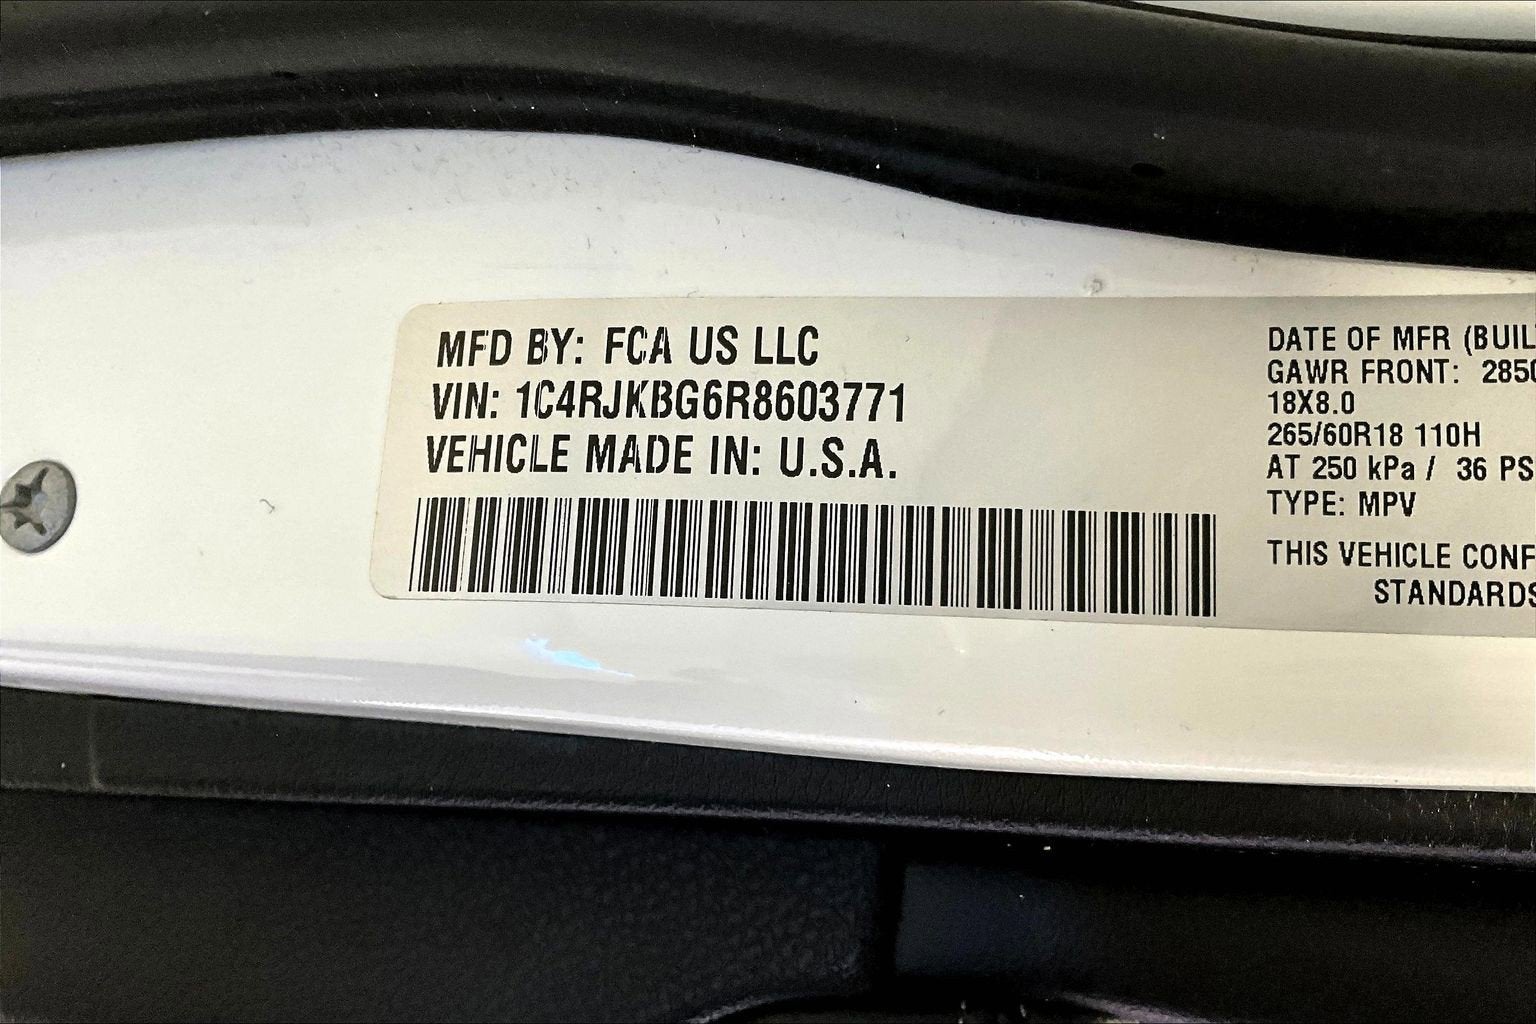 MFD BY: FCA US LLC
VIN: 1C4RJKBG6R8603771
VEHICLE MADE IN: U.S.A.
DATE OF MFR (BUIL
GAWR FRONT: 2850
18X8.0
265/60R18 110H
AT 250 kPa / 36 PS
TYPE: MPV
THIS VEHICLE CONF
STANDARDS